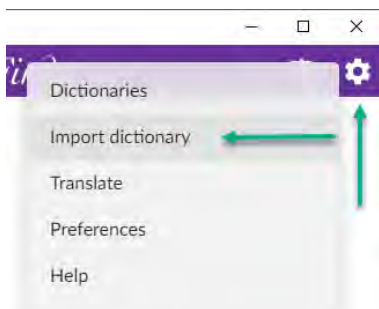 Dictionaries
Import dictionary
Translate
Preferences
Help